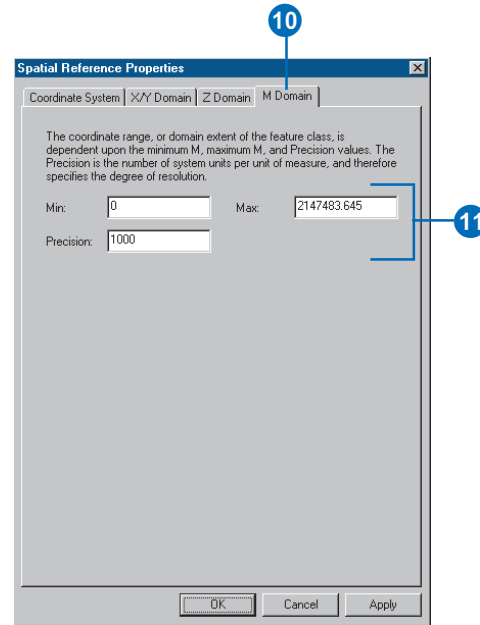 10
Spatial Reference Properties
Coordinate System X/Y Domain Z Domain M Domain
The coordinate range, or domain extent of the feature class, is
dependent upon the minimum M, maximum M, and Precision values. The
Precision is the number of system units per unit of measure, and therefore
specifies the degree of resolution.
Min: 0 Max: 2147483.645
11
Precision: 1000
OK Cancel Apply